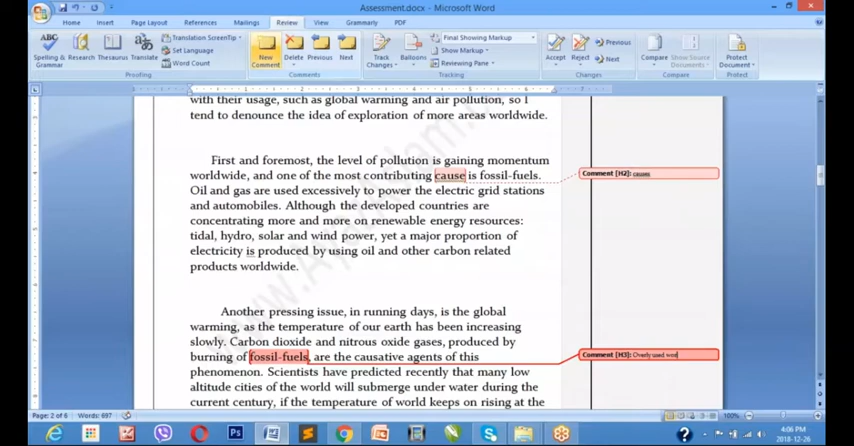 Assessment.docx - Microsoft Word
Home Insert Page Layout References Mailings Review View Grammarly PDF
Spelling & Grammar
Research
Thesaurus
Translate
Translation ScreenTip
Set Language
Word Count
Proofing
New Comment
Delete
Previous
Next
Comments
Track Changes
Balloons
Final Showing Markup
Show Markup
Reviewing Pane
Tracking
Accept
Reject
Previous
Next
Changes
Compare
Show Source Documents
Compare
Protect Document
Protect
with their usage, such as global warming and air pollution, so I
tend to denounce the idea of exploration of more areas worldwide.
First and foremost, the level of pollution is gaining momentum
worldwide, and one of the most contributing cause is fossil-fuels.
Oil and gas are used excessively to power the electric grid stations
and automobiles. Although the developed countries are
concentrating more and more on renewable energy resources:
tidal, hydro, solar and wind power, yet a major proportion of
electricity is produced by using oil and other carbon related
products worldwide.
Another pressing issue, in running days, is the global
warming, as the temperature of our earth has been increasing
slowly. Carbon dioxide and nitrous oxide gases, produced by
burning of fossil-fuels, are the causative agents of this
phenomenon. Scientists have predicted recently that many low
altitude cities of the world will submerge under water during the
current century, if the temperature of world keeps on rising at the
Comment [H2]: causes
Comment [H3]: Overly used wor
Page: 2 of 6 Words: 697
100%
4:06 PM
2018-12-26